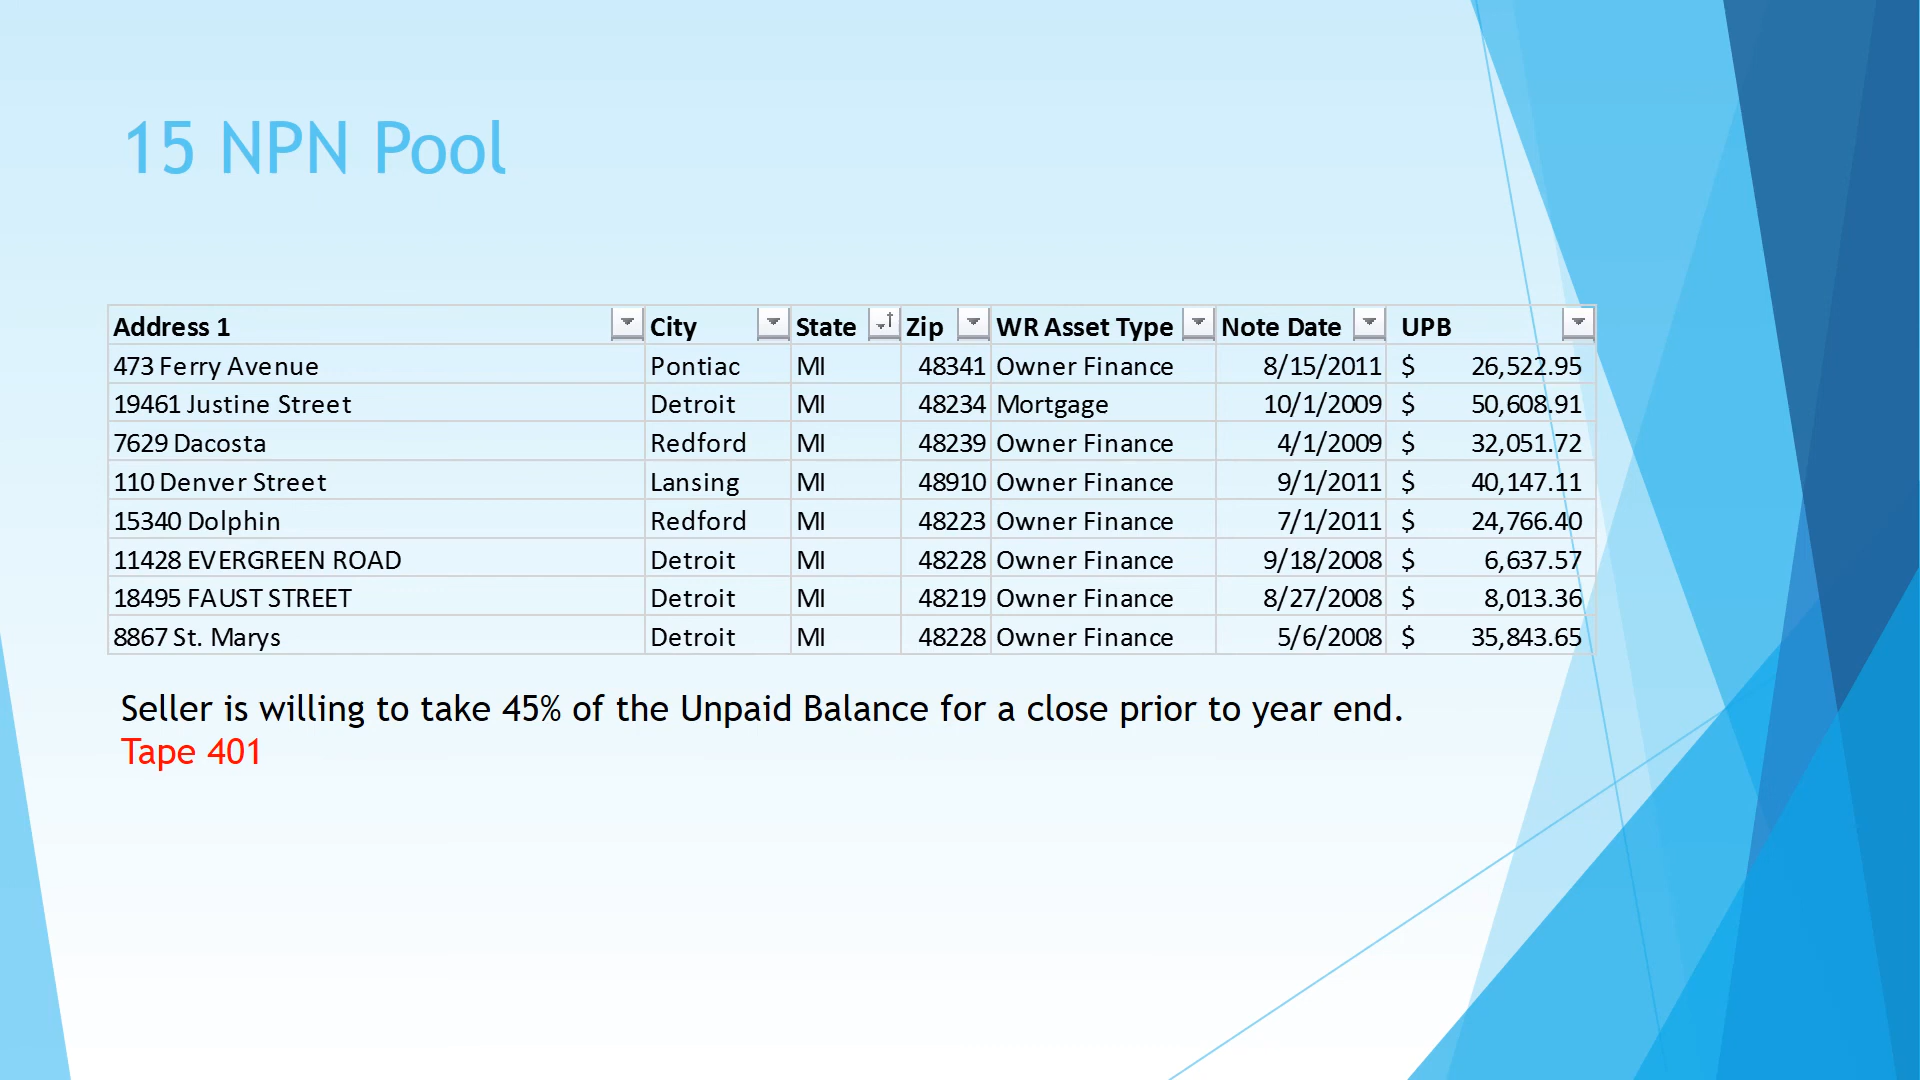 15 NPN Pool
Address 1 City State Zip WR Asset Type Note Date UPB
473 Ferry Avenue Pontiac MI 48341 Owner Finance 8/15/2011 $ 26,522.95
19461 Justine Street Detroit MI 48234 Mortgage 10/1/2009 $ 50,608.91
7629 Dacosta Redford MI 48239 Owner Finance 4/1/2009 $ 32,051.72
110 Denver Street Lansing MI 48910 Owner Finance 9/1/2011 $ 40,147.11
15340 Dolphin Redford MI 48223 Owner Finance 7/1/2011 $ 24,766.40
11428 EVERGREEN ROAD Detroit MI 48228 Owner Finance 9/18/2008 $ 6,637.57
18495 FAUST STREET Detroit MI 48219 Owner Finance 8/27/2008 $ 8,013.36
8867 St. Marys Detroit MI 48228 Owner Finance 5/6/2008 $ 35,843.65
Seller is willing to take 45% of the Unpaid Balance for a close prior to year end.
Tape 401